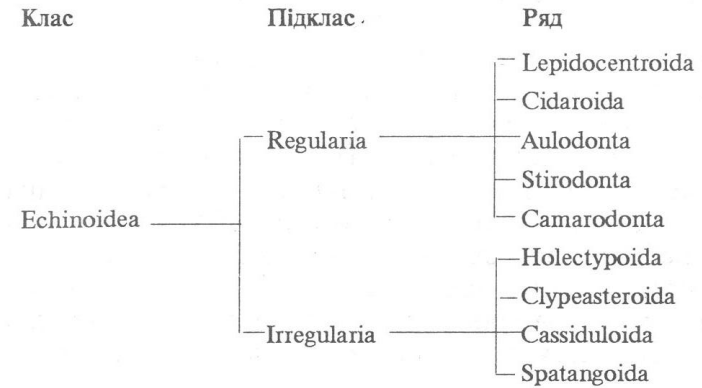 Клас Підклас Ряд
Lepidocentroida
Cidaroida
Regularia Aulodonta
Stirodonta
Echinoidea Camarodonta
Holectypoida
Clypeasteroida
Irregularia Cassiduloida
Spatangoida